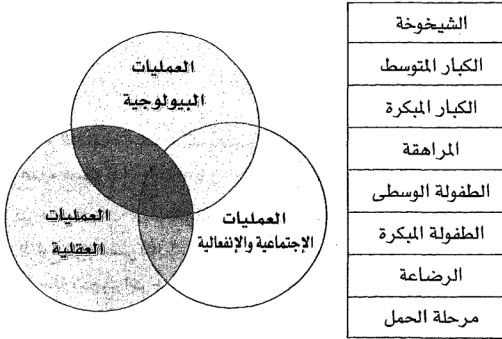 العمليات
البيولوجية
العمليات
العقلية
العمليات
الإجتماعية والإنفعالية
الشيخوخة
الكبار المتوسط
الكبار المبكرة
المراهقة
الطفولة الوسطى
الطفولة المبكرة
الرضاعة
مرحلة الحمل